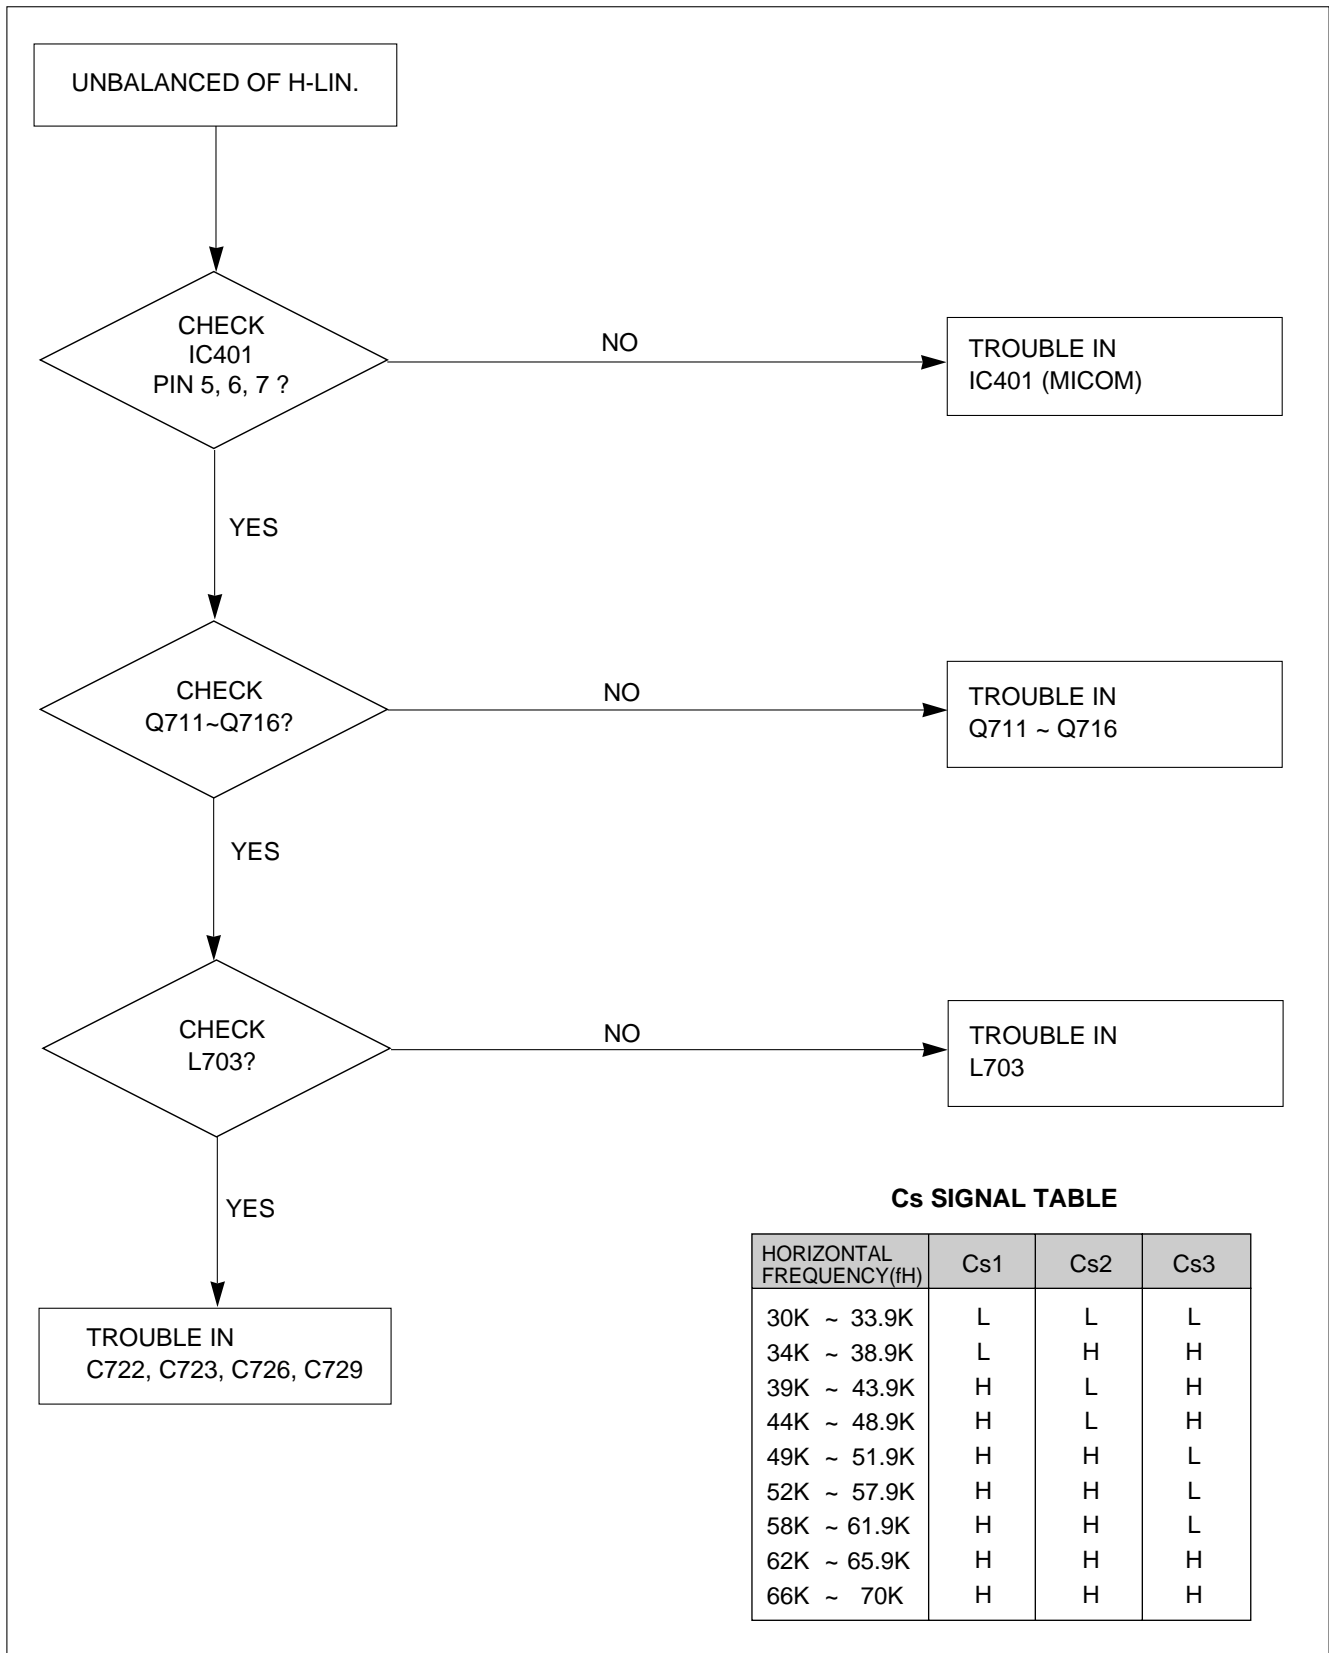 UNBALANCED OF H-LIN.
CHECK
IC401
PIN 5, 6, 7 ?
NO
TROUBLE IN
IC401 (MICOM)
YES
CHECK
Q711~Q716?
NO
TROUBLE IN
Q711 ~ Q716
YES
CHECK
L703?
NO
TROUBLE IN
L703
YES
TROUBLE IN
C722, C723, C726, C729
Cs SIGNAL TABLE
HORIZONTAL
FREQUENCY(fH) Cs1 Cs2 Cs3
30K ~ 33.9K L L L
34K ~ 38.9K L H H
39K ~ 43.9K H L H
44K ~ 48.9K H L H
49K ~ 51.9K H H L
52K ~ 57.9K H H L
58K ~ 61.9K H H L
62K ~ 65.9K H H H
66K ~ 70K H H H